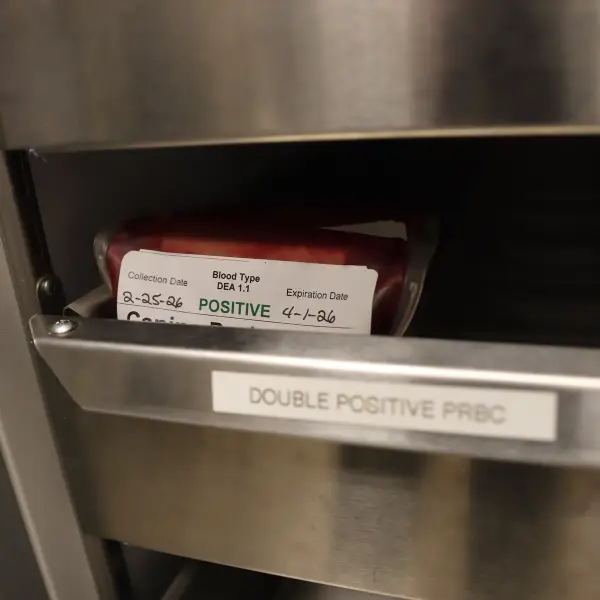 Collection Date Blood Type DEA 1.1 Expiration Date
2-25-26 POSITIVE 4-1-26
Canine
DOUBLE POSITIVE PRBC